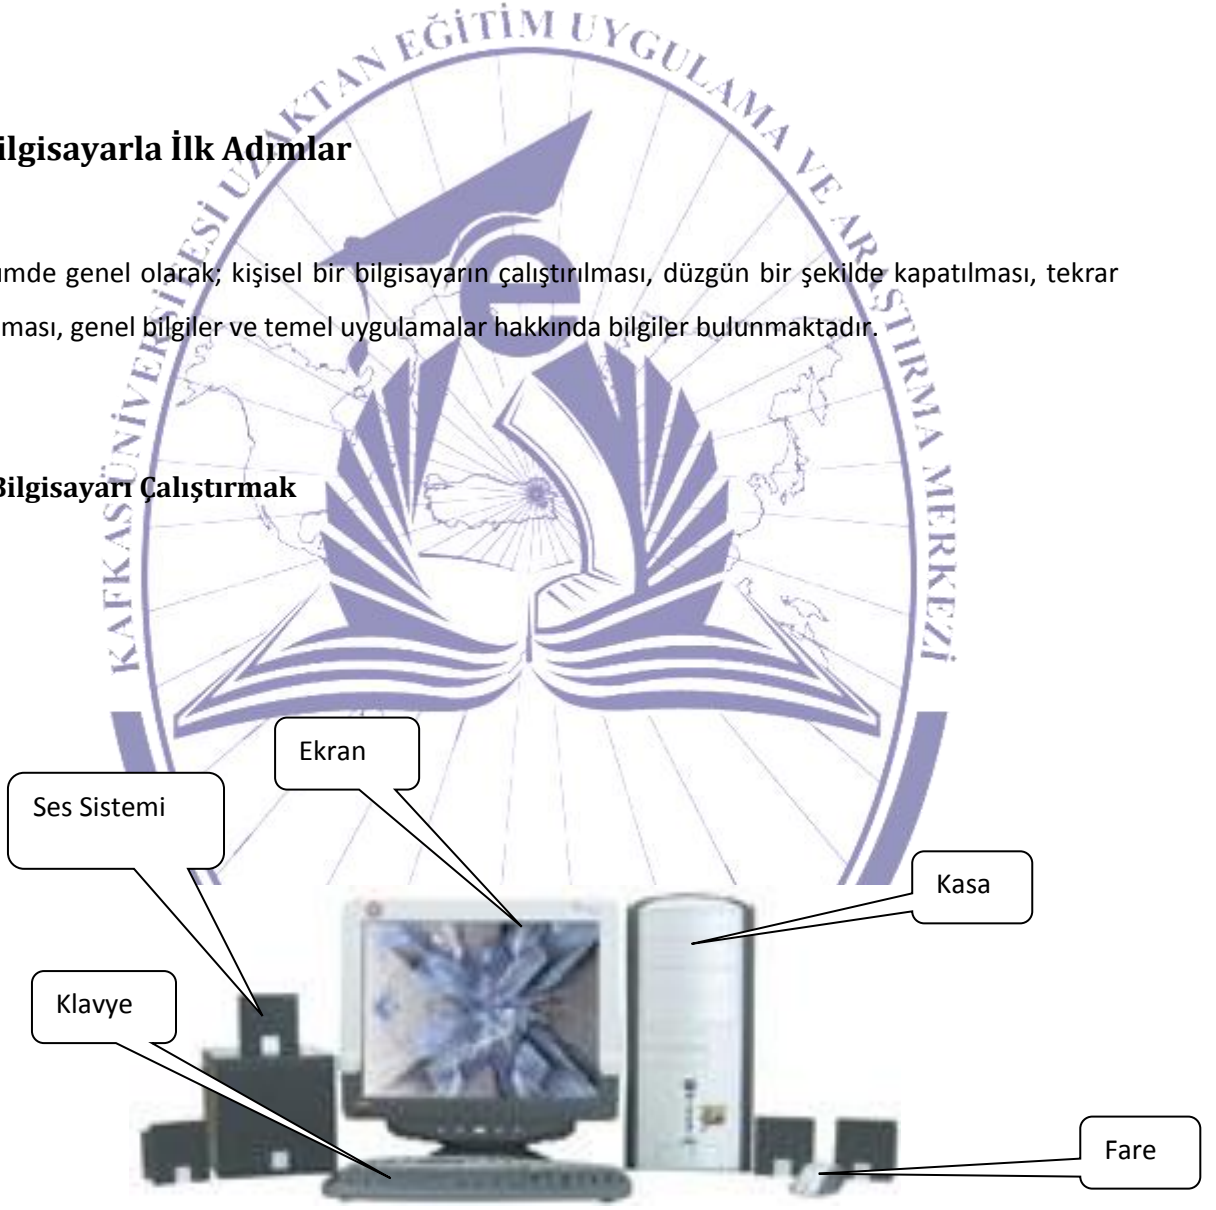 KAFKAS ÜNİVERSİTESİ UZAKTAN EĞİTİM UYGULAMA VE ARAŞTIRMA MERKEZİ
ilgisayarla İlk Adımlar
ümde genel olarak; kişisel bir bilgisayarın çalıştırılması, düzgün bir şekilde kapatılması, tekrar
ması, genel bilgiler ve temel uygulamalar hakkında bilgiler bulunmaktadır.
Bilgisayarı Çalıştırmak
Ekran
Ses Sistemi
Kasa
Klavye
Fare